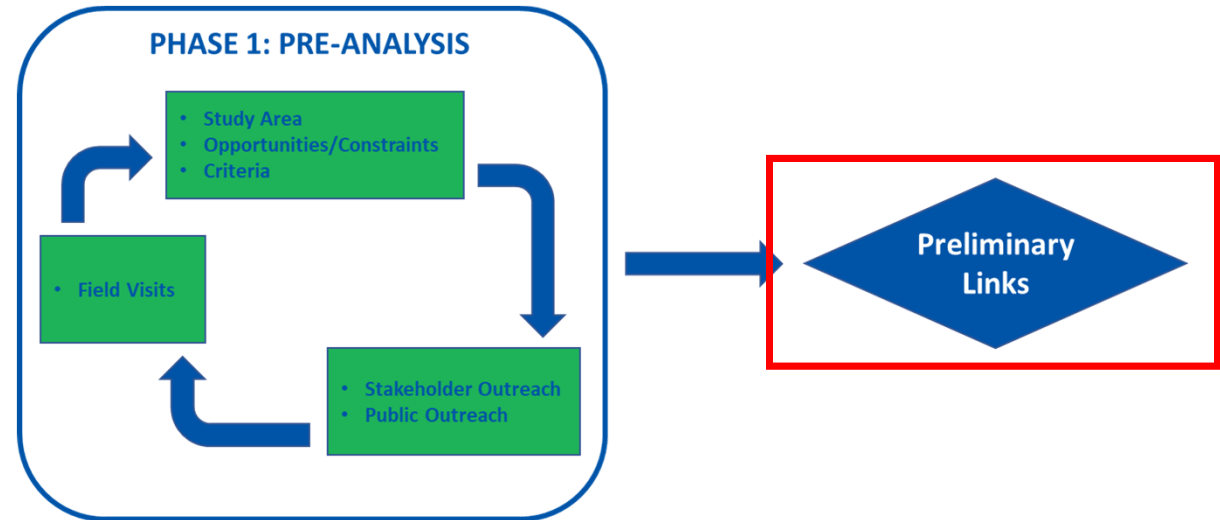 PHASE 1: PRE-ANALYSIS
• Study Area
• Opportunities/Constraints
• Criteria
• Field Visits
• Stakeholder Outreach
• Public Outreach
Preliminary
Links